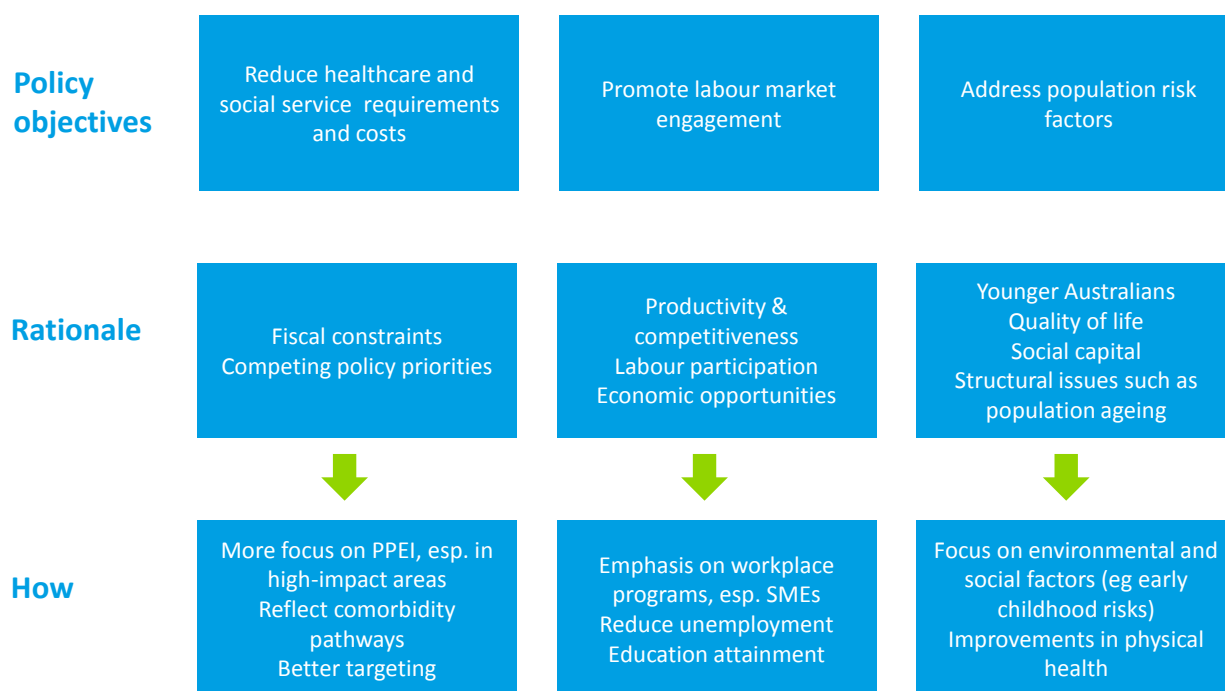 Policy
objectives
Reduce healthcare and
social service requirements
and costs
Promote labour market
engagement
Address population risk
factors
Rationale
Fiscal constraints
Competing policy priorities
Productivity &
competitiveness
Labour participation
Economic opportunities
Younger Australians
Quality of life
Social capital
Structural issues such as
population ageing
How
More focus on PPEI, esp. in
high-impact areas
Reflect comorbidity
pathways
Better targeting
Emphasis on workplace
programs, esp. SMEs
Reduce unemployment
Education attainment
Focus on environmental and
social factors (eg early
childhood risks)
Improvements in physical
health